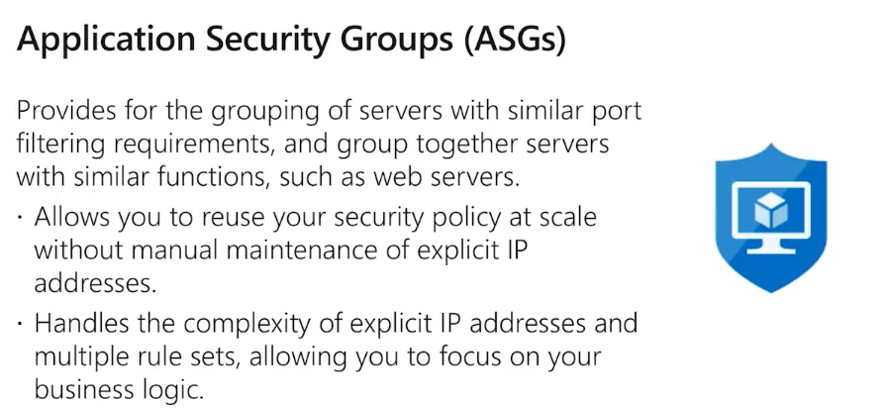 Application Security Groups (ASGs)
Provides for the grouping of servers with similar port
filtering requirements, and group together servers
with similar functions, such as web servers.
· Allows you to reuse your security policy at scale
without manual maintenance of explicit IP
addresses.
· Handles the complexity of explicit IP addresses and
multiple rule sets, allowing you to focus on your
business logic.